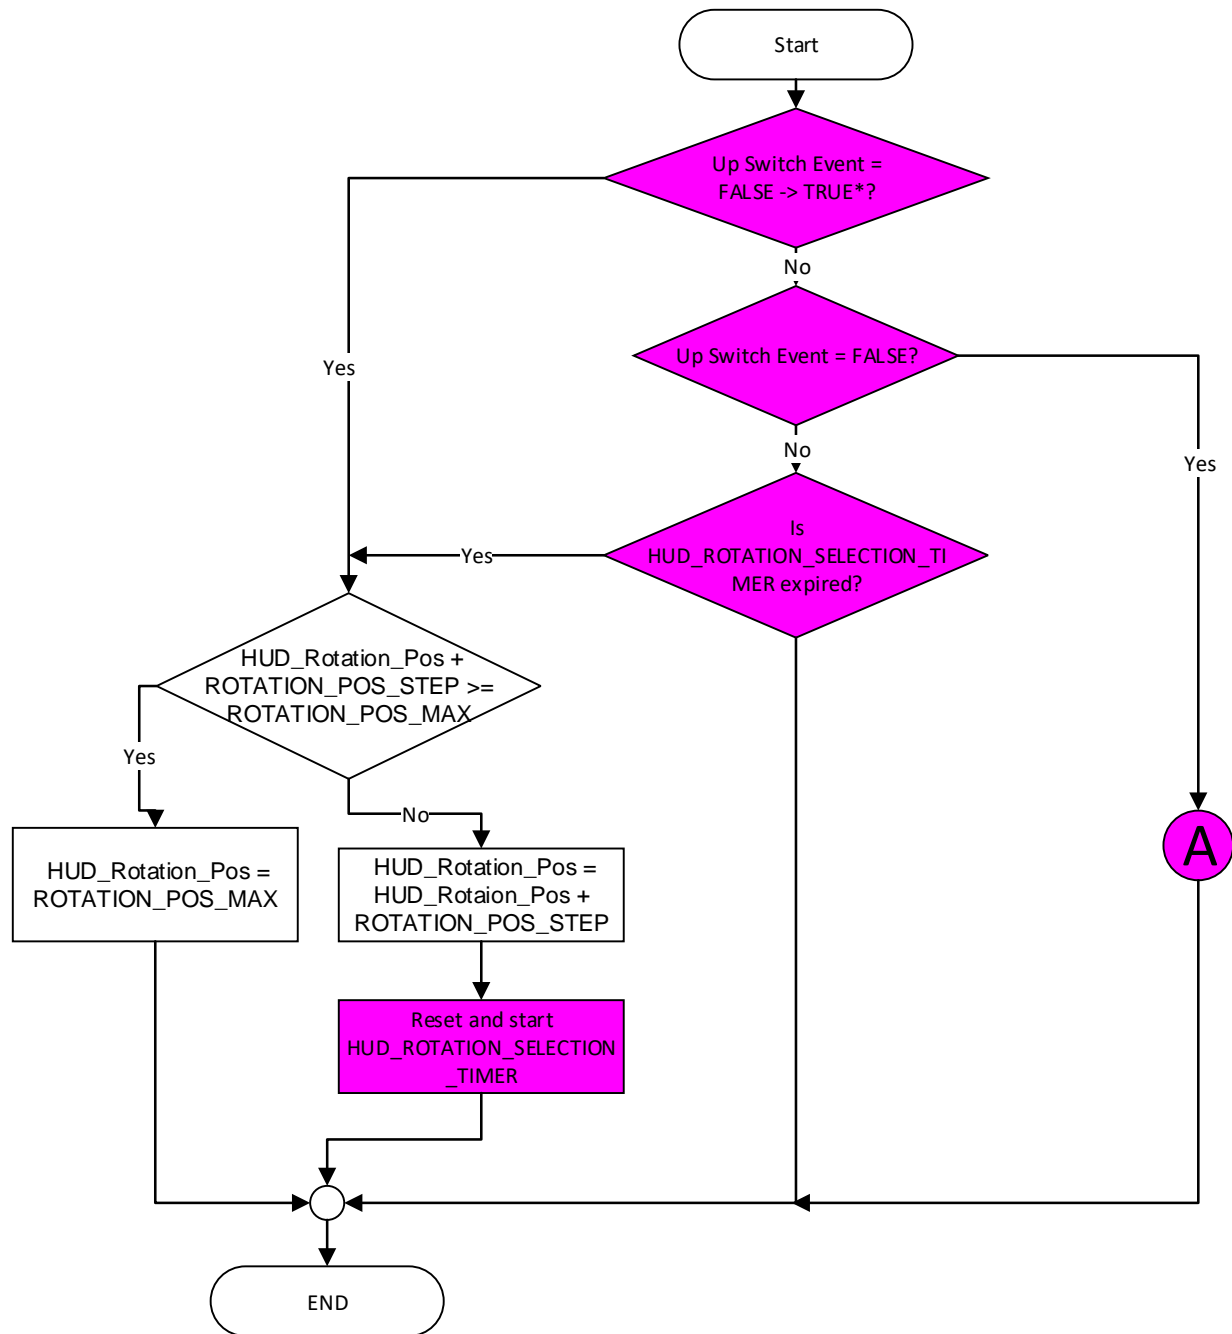 Start
Up Switch Event =
FALSE -> TRUE*?
No
Up Switch Event = FALSE?
Yes
No
Yes
Is
HUD_ROTATION_SELECTION_TI
MER expired?
Yes
HUD_Rotation_Pos +
ROTATION_POS_STEP >=
ROTATION_POS_MAX
Yes
No
HUD_Rotation_Pos =
ROTATION_POS_MAX
HUD_Rotation_Pos =
HUD_Rotaion_Pos +
ROTATION_POS_STEP
A
Reset and start
HUD_ROTATION_SELECTION
_TIMER
END